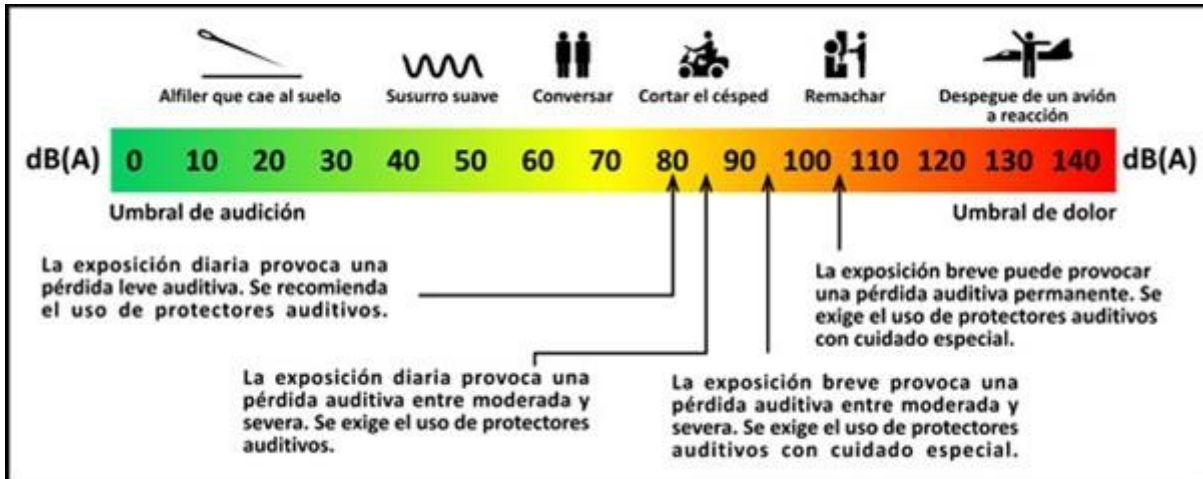 Alfiler que cae al suelo
Susurro suave
Conversar
Cortar el césped
Remachar
Despegue de un avión
a reacción
dB(A) 0 10 20 30 40 50 60 70 80 90 100 110 120 130 140 dB(A)
Umbral de audición
Umbral de dolor
La exposición diaria provoca una
pérdida leve auditiva. Se recomienda
el uso de protectores auditivos.
La exposición diaria provoca una
pérdida auditiva entre moderada y
severa. Se exige el uso de protectores
auditivos.
La exposición breve provoca una
pérdida auditiva entre moderada y
severa. Se exige el uso de protectores
auditivos con cuidado especial.
La exposición breve puede provocar
una pérdida auditiva permanente. Se
exige el uso de protectores auditivos
con cuidado especial.